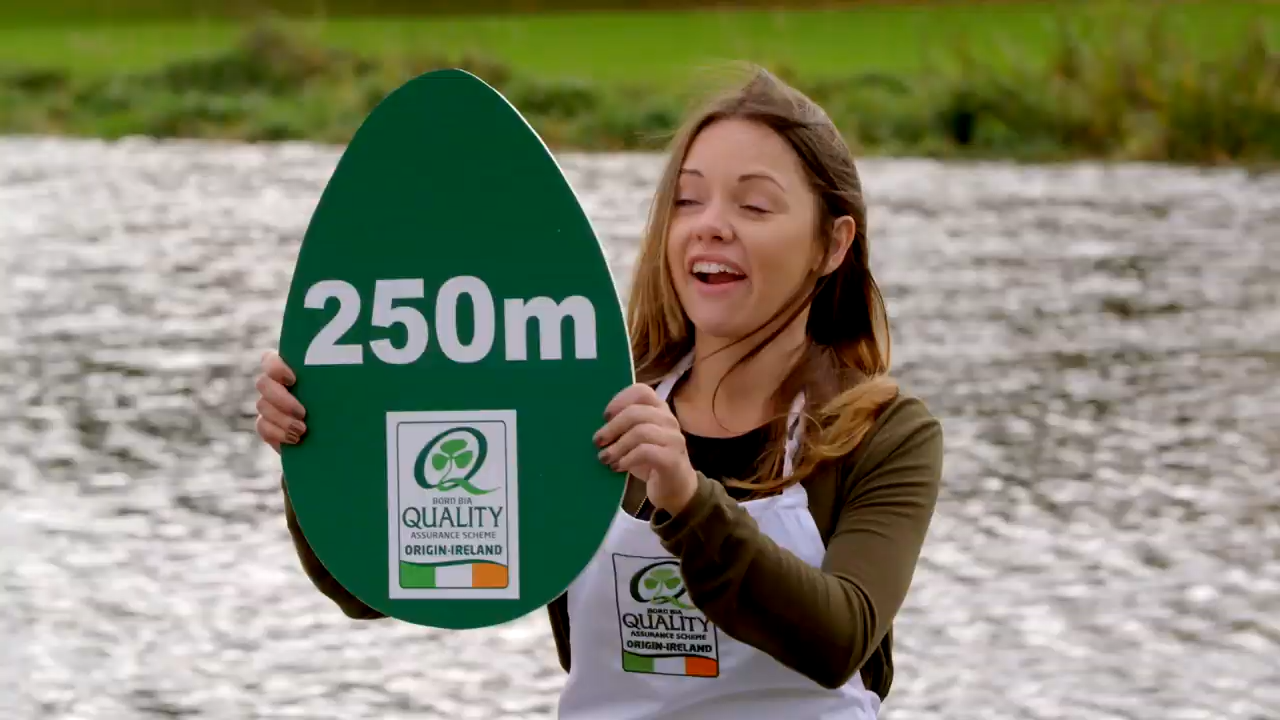 250m
BORD BIA
QUALITY
ASSURANCE SCHEME
ORIGIN-IRELAND
BORD BIA
QUALITY
ASSURANCE SCHEME
ORIGIN-IRELAND